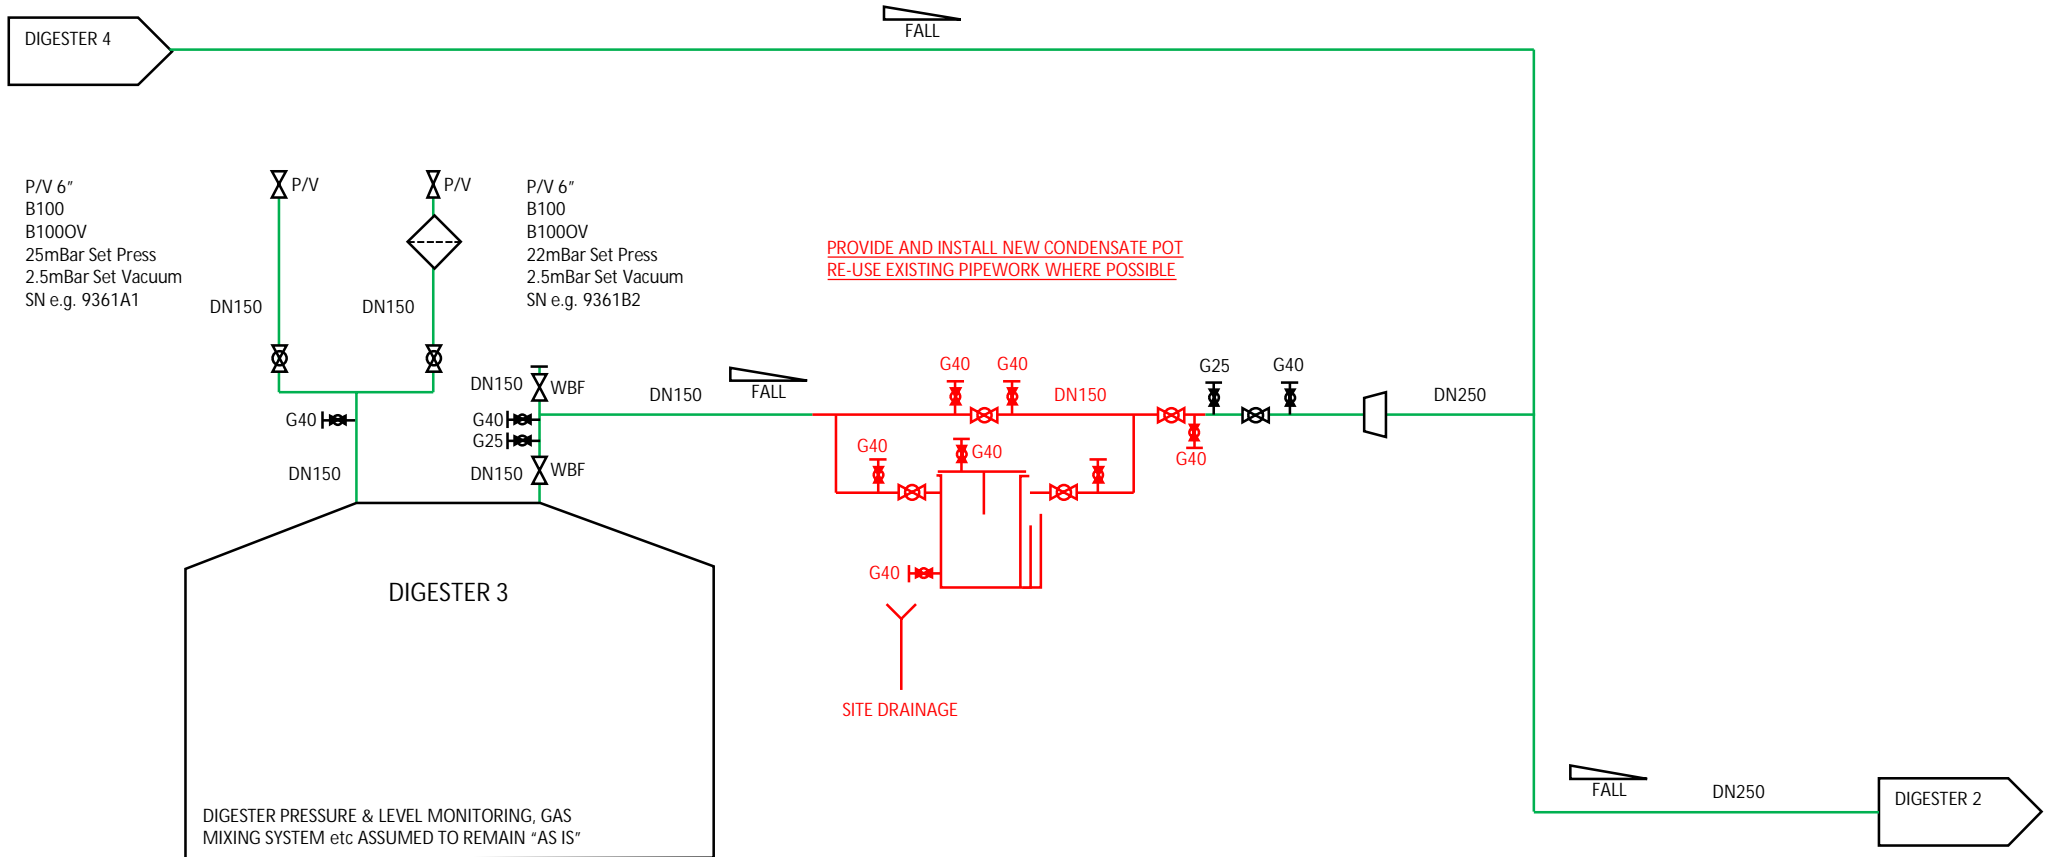 FALL
DIGESTER 4
P/V 6"
B100
B100OV
25mBar Set Press
2.5mBar Set Vacuum
SN e.g. 9361A1
P/V
P/V
P/V 6"
B100
B100OV
22mBar Set Press
2.5mBar Set Vacuum
SN e.g. 9361B2
DN150
DN150
PROVIDE AND INSTALL NEW CONDENSATE POT
RE-USE EXISTING PIPEWORK WHERE POSSIBLE
DN150
WBF
G40
G40
G25
DN150
WBF
DN150
DN150
FALL
G40
G40
DN150
G25
G40
DN250
G40
G40
G40
G40
SITE DRAINAGE
DIGESTER 3
DIGESTER PRESSURE & LEVEL MONITORING, GAS
MIXING SYSTEM etc ASSUMED TO REMAIN "AS IS"
FALL
DN250
DIGESTER 2